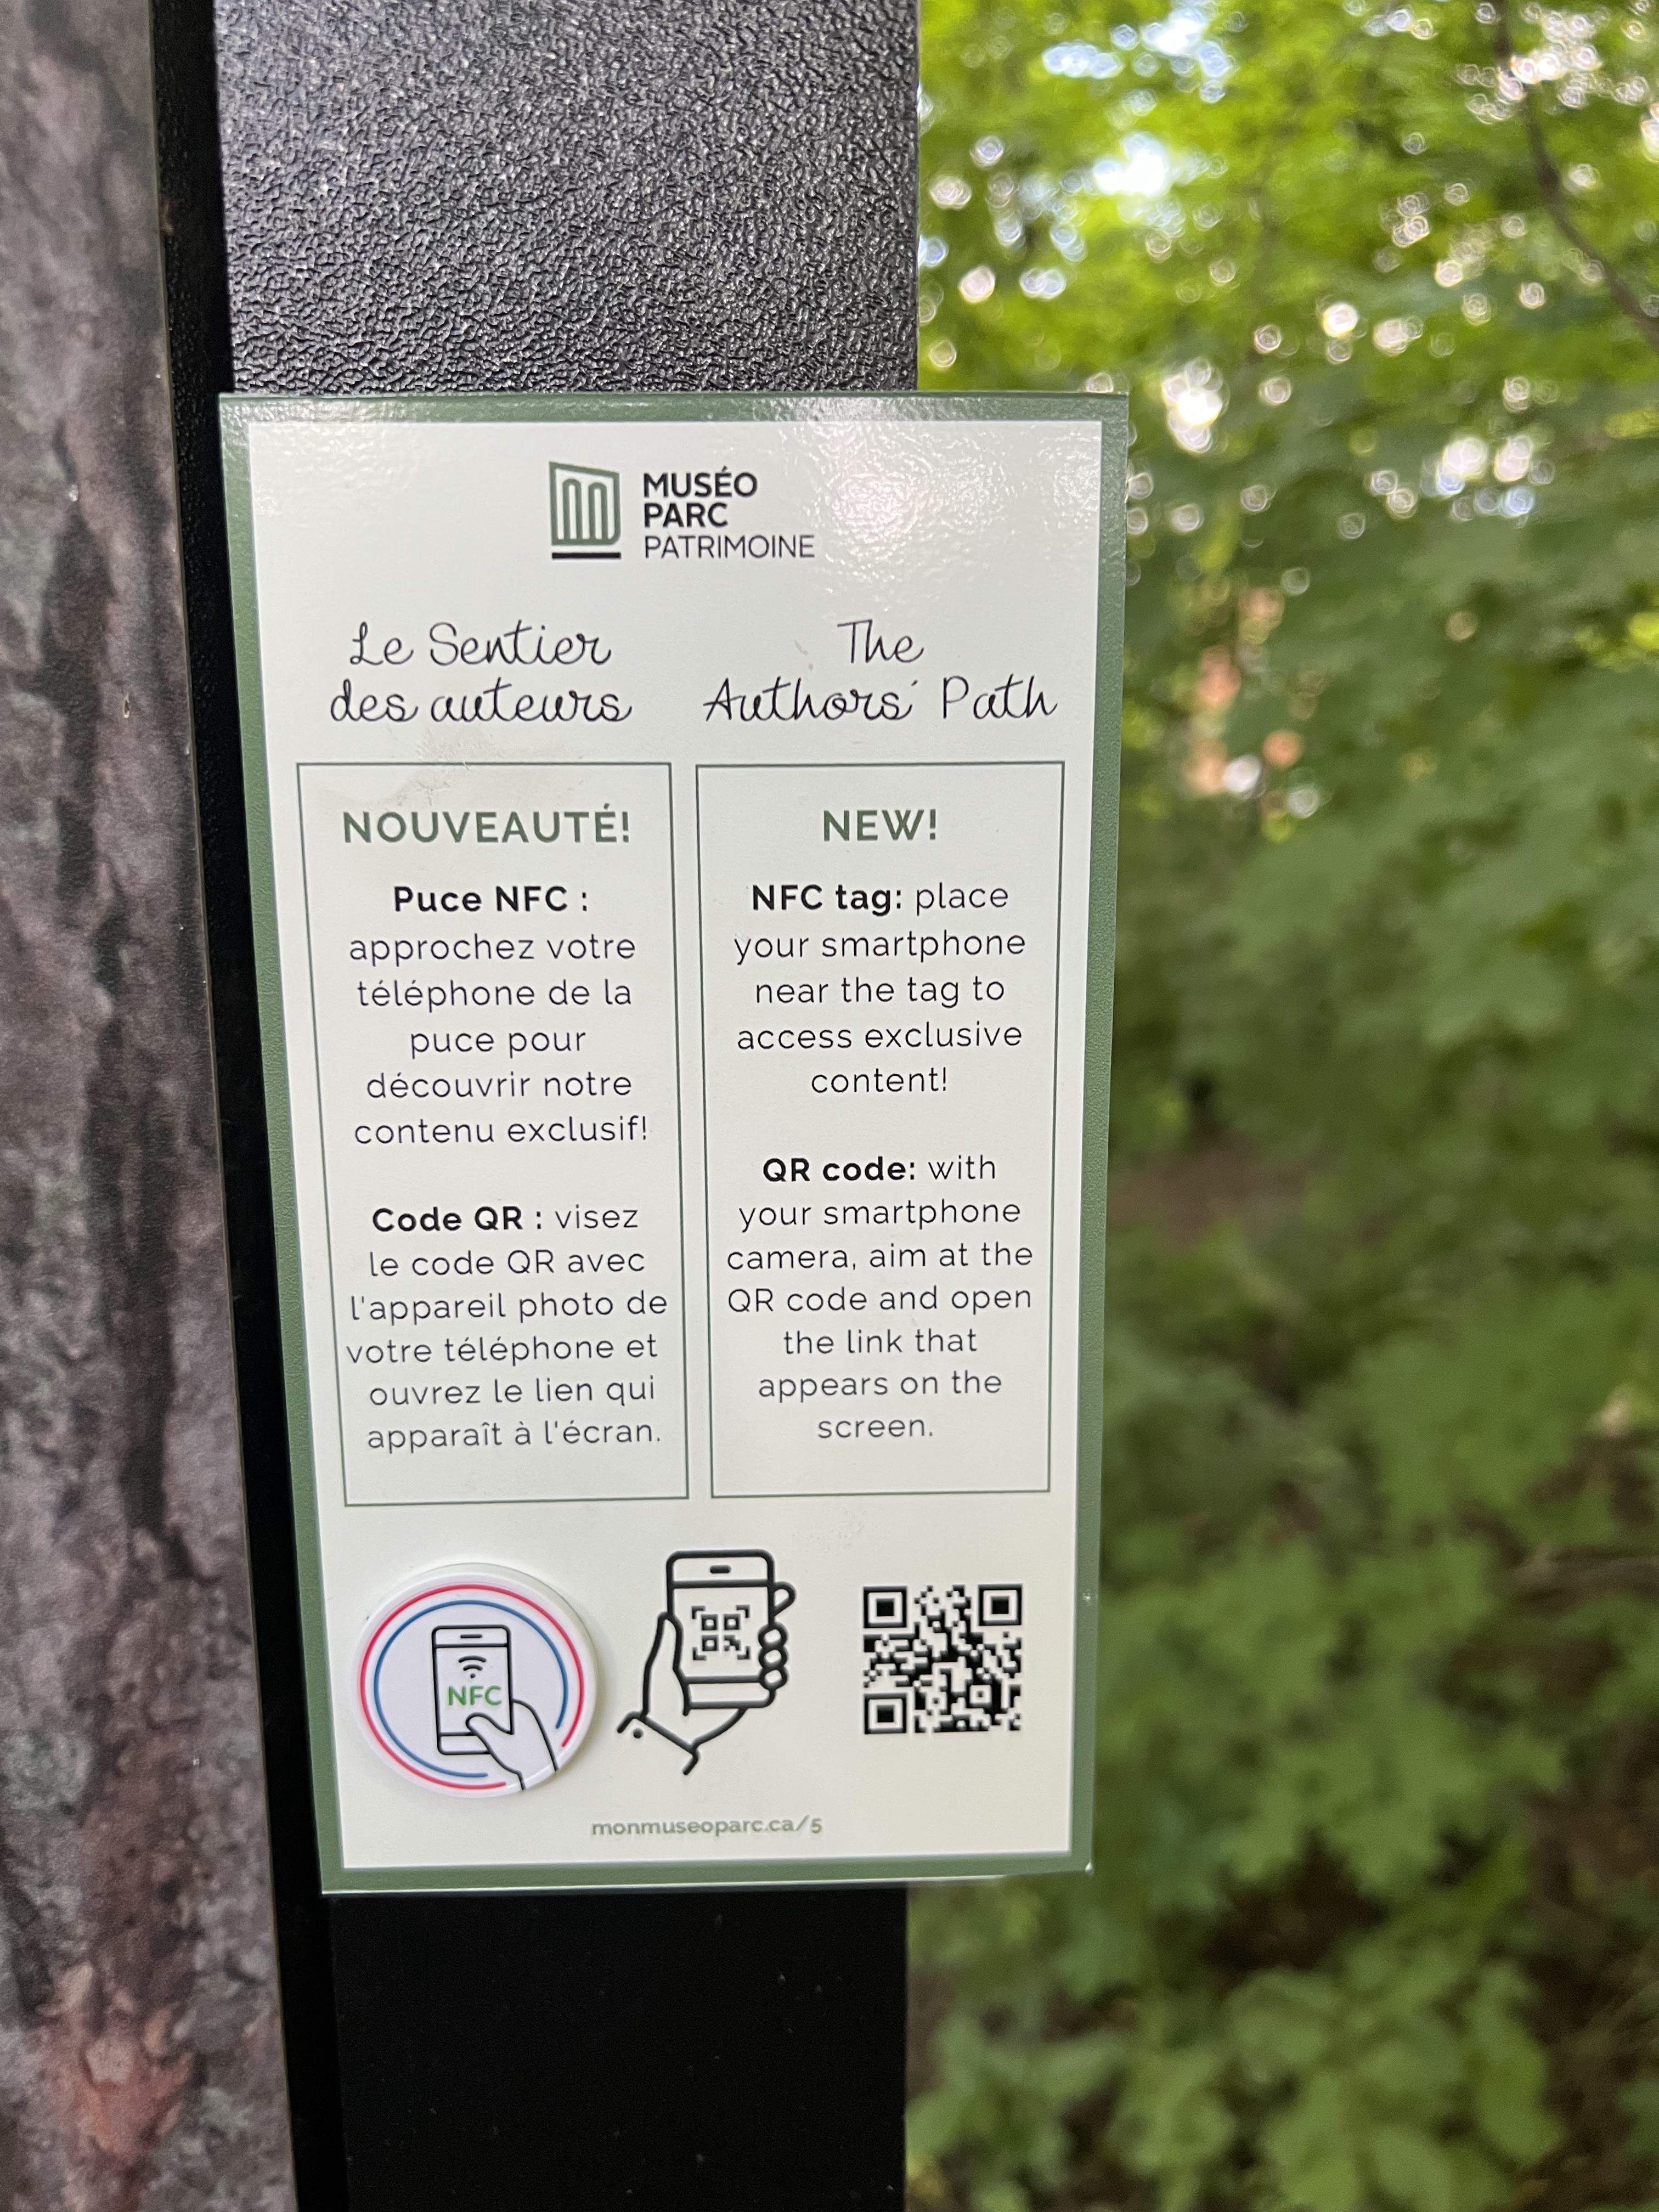 MUSÉO
PARC
PATRIMOINE
Le Sentier
des auteurs
The
Authors' Path
NOUVEAUTÉ!
Puce NFC :
approchez votre
téléphone de la
puce pour
découvrir notre
contenu exclusif!
Code QR : visez
le code QR avec
l'appareil photo de
votre téléphone et
ouvrez le lien qui
apparaît à l'écran.
NEW!
NFC tag: place
your smartphone
near the tag to
access exclusive
content!
QR code: with
your smartphone
camera, aim at the
QR code and open
the link that
appears on the
screen.
NFC
monmuseoparc.ca/5